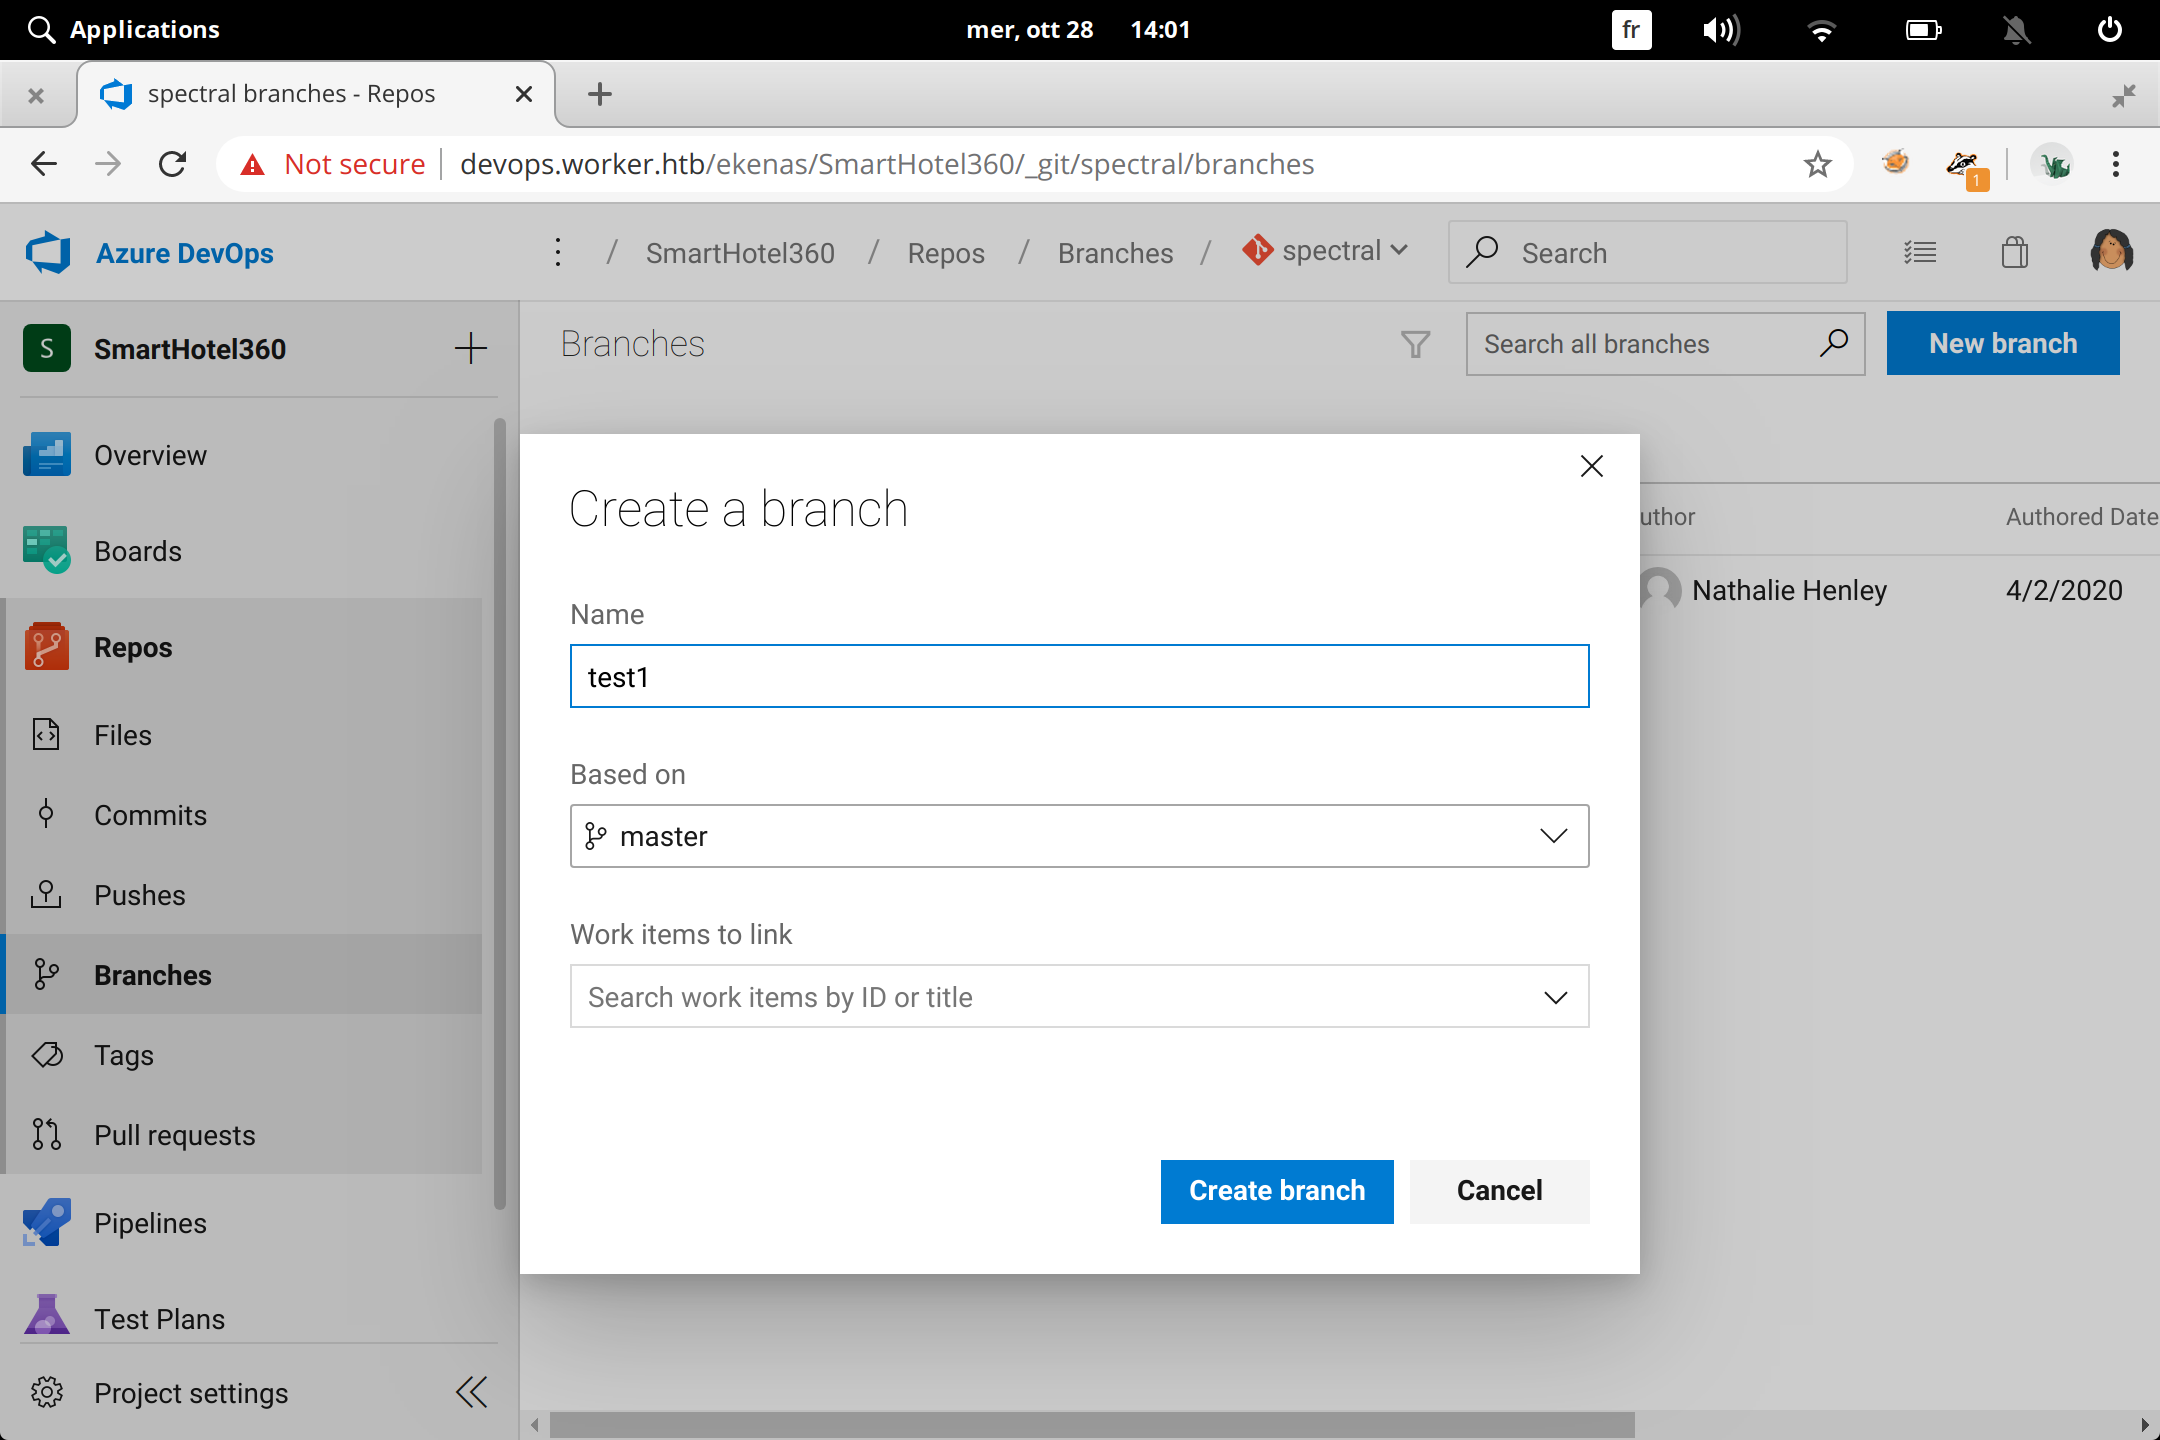 Applications
mer, ott 28 14:01
fr
spectral branches - Repos
Not secure
devops.worker.htb/ekenas/SmartHotel360/_git/spectral/branches
1
Azure DevOps
/ SmartHotel360 / Repos / Branches / spectral
Search
S
SmartHotel360
Branches
Search all branches
New branch
Overview
Boards
Repos
Files
Commits
Pushes
Branches
Tags
Pull requests
Pipelines
Test Plans
Project settings
uthor
Authored Date
Nathalie Henley
4/2/2020
Create a branch
Name
test1
Based on
master
Work items to link
Search work items by ID or title
Create branch
Cancel